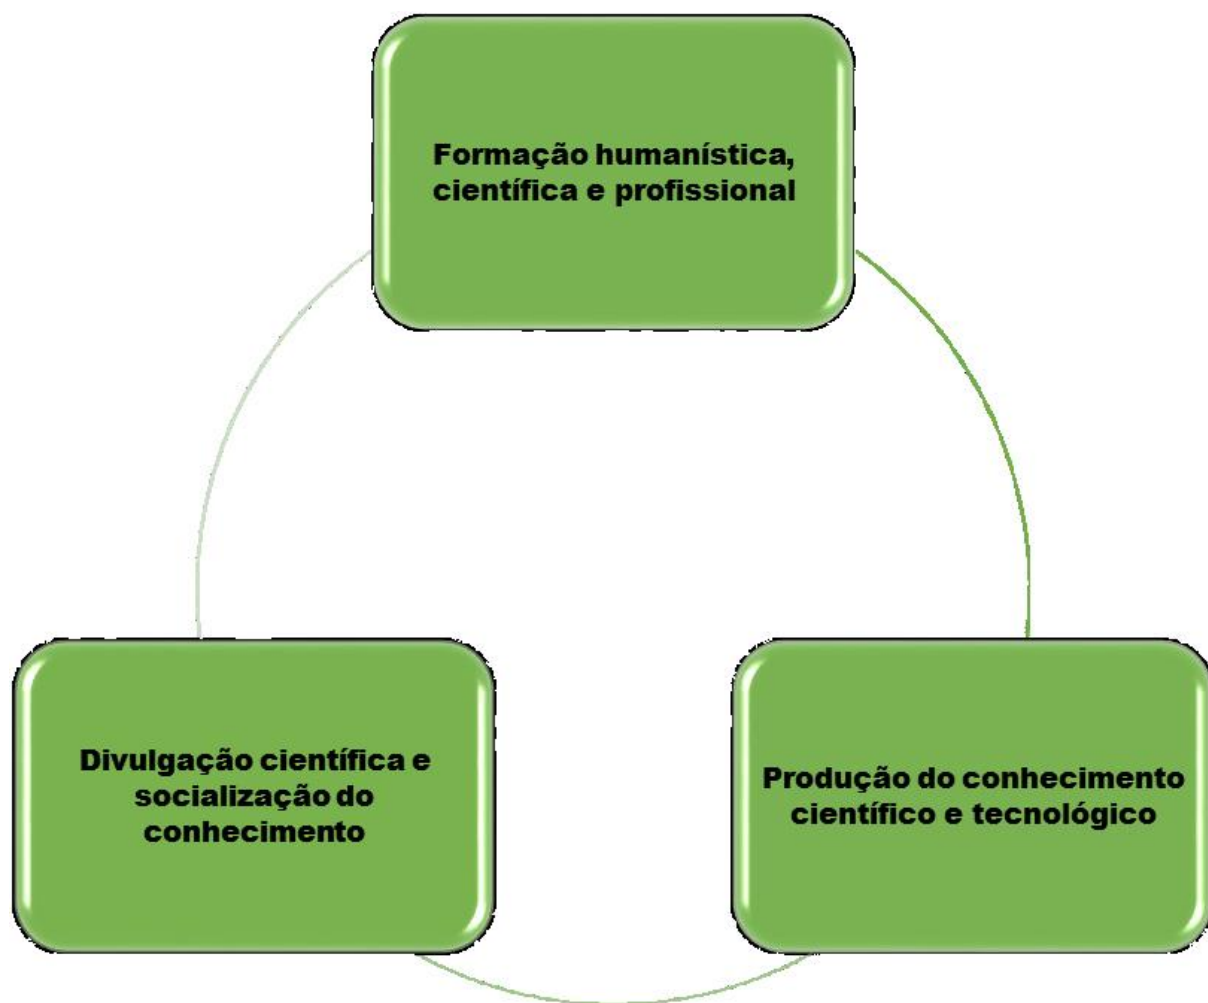 Formação humanística,
científica e profissional
Divulgação científica e
socialização do
conhecimento
Produção do conhecimento
científico e tecnológico